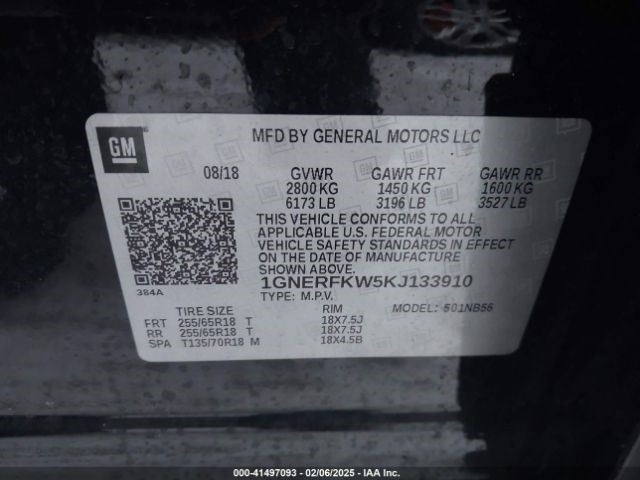 GM
MFD BY GENERAL MOTORS LLC
08/18 GVWR GAWR FRT GAWR RR
2800 KG 1450 KG 1600 KG
6173 LB 3196 LB 3527 LB
THIS VEHICLE CONFORMS TO ALL
APPLICABLE U.S. FEDERAL MOTOR
VEHICLE SAFETY STANDARDS IN EFFECT
ON THE DATE OF MANUFACTURE
SHOWN ABOVE.
1GNERFKW5KJ133910
384A
TYPE: M.P.V. MODEL: 501NB56
TIRE SIZE RIM
FRT 255/65R18 T 18X7.5J
RR 255/65R18 T 18X7.5J
SPA T135/70R18 M 18X4.5B
000-41497093 - 02/06/2025 - IAA Inc.